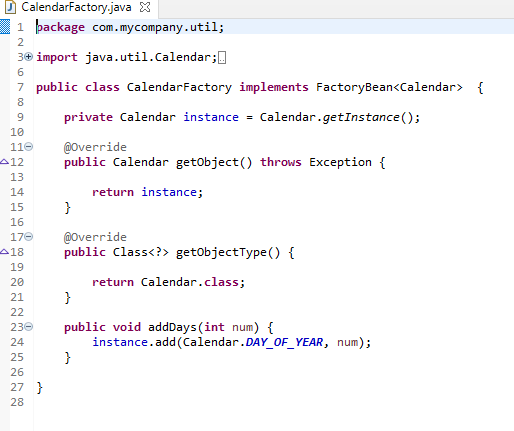 CalendarFactory.java
1 package com.mycompany.util;
2
3 import java.util.Calendar;
6
7 public class CalendarFactory implements FactoryBean<Calendar>  {
8
9     private Calendar instance = Calendar.getInstance();
10
11     @Override
12     public Calendar getObject() throws Exception {
13
14         return instance;
15     }
16
17     @Override
18     public Class<?> getObjectType() {
19
20         return Calendar.class;
21     }
22
23     public void addDays(int num) {
24         instance.add(Calendar.DAY_OF_YEAR, num);
25     }
26
27 }
28